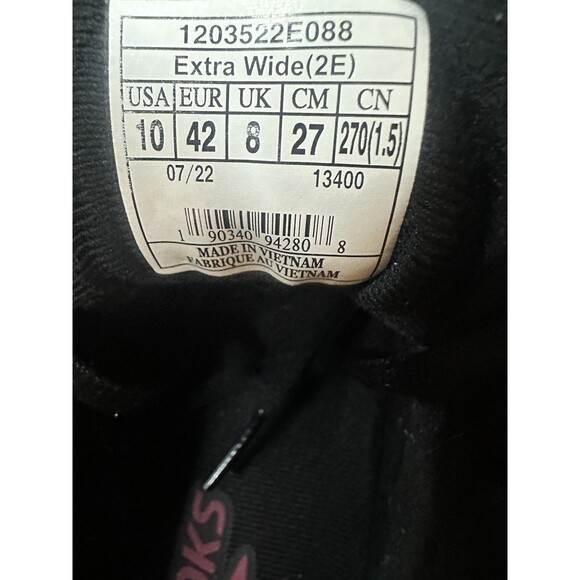 1203522E088
Extra Wide(2E)
USA EUR UK CM CN
10 42 8 27 270(1.5)
07/22 13400
1 90340 94280 8
MADE IN VIETNAM
FABRIQUE AU VIETNAM
OKS